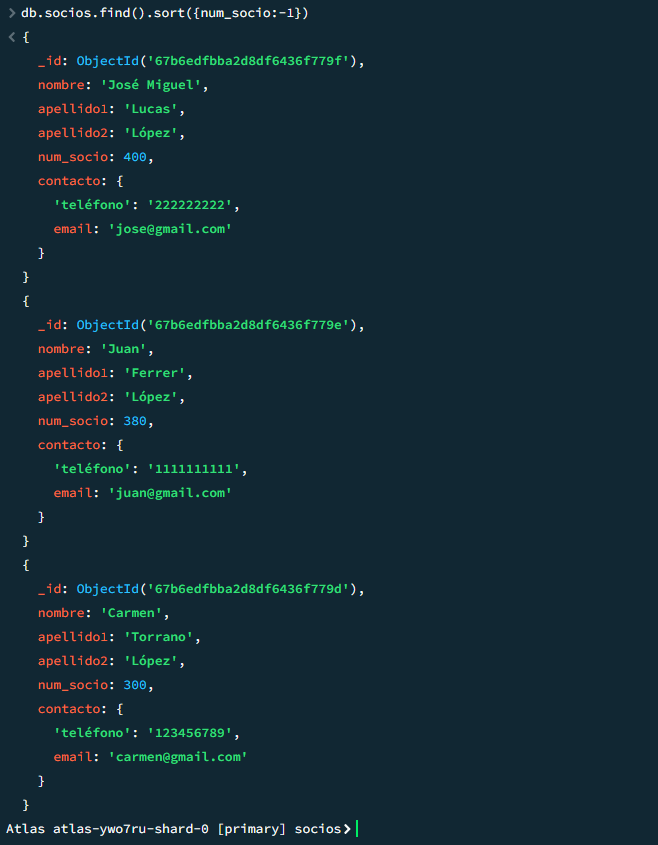 > db.socios.find().sort({num_socio:-1})
< {
_id: ObjectId('67b6edfbba2d8df6436f779f'),
nombre: 'José Miguel',
apellido1: 'Lucas',
apellido2: 'López',
num_socio: 400,
contacto: {
'teléfono': '222222222',
email: 'jose@gmail.com'
}
}
{
_id: ObjectId('67b6edfbba2d8df6436f779e'),
nombre: 'Juan',
apellido1: 'Ferrer',
apellido2: 'López',
num_socio: 380,
contacto: {
'teléfono': '1111111111',
email: 'juan@gmail.com'
}
}
{
_id: ObjectId('67b6edfbba2d8df6436f779d'),
nombre: 'Carmen',
apellido1: 'Torrano',
apellido2: 'López',
num_socio: 300,
contacto: {
'teléfono': '123456789',
email: 'carmen@gmail.com'
}
}
Atlas atlas-ywo7ru-shard-0 [primary] socios>